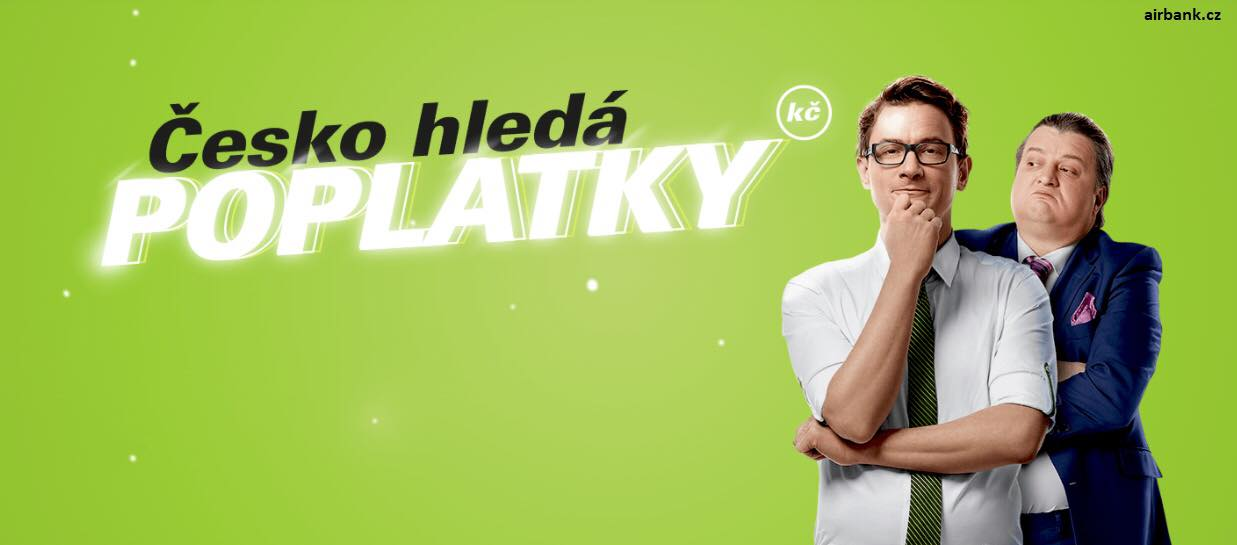 airbank.cz
Česko hledá
kč
POPLATKY